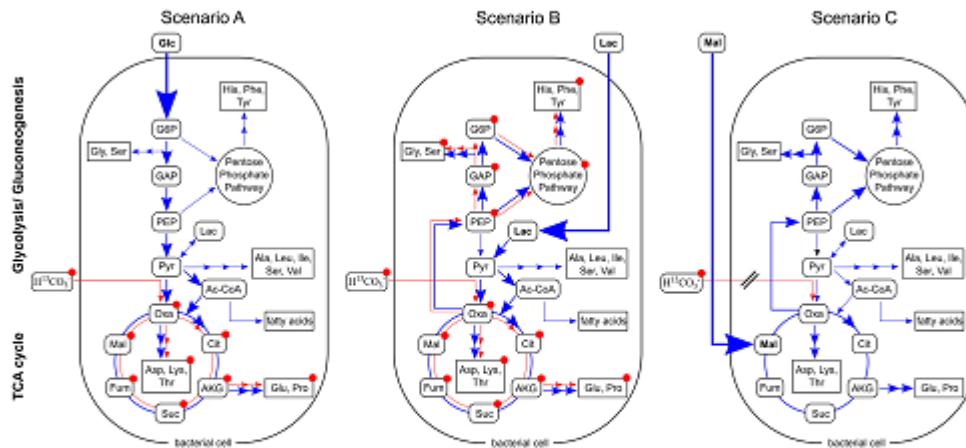 Scenario A
Scenario B
Scenario C
Glycolysis/ Gluconeogenesis
TCA cycle
Glc
His, Phe,
Tyr
G6P
Gly, Ser
GAP
Pentose
Phosphate
Pathway
PEP
Lac
Pyr
Ala, Leu, Ile,
Ser, Val
H¹³CO₃⁻
Ac-CoA
Oxa
fatty acids
Mal
Cit
Asp, Lys,
Thr
Fum
AKG
Glu, Pro
Suc
bacterial cell
Lac
His, Phe,
Tyr
G6P
Gly, Ser
GAP
Pentose
Phosphate
Pathway
PEP
Lac
Pyr
Ala, Leu, Ile,
Ser, Val
H¹³CO₃⁻
Ac-CoA
Oxa
fatty acids
Mal
Cit
Asp, Lys,
Thr
Fum
AKG
Glu, Pro
Suc
bacterial cell
Mal
His, Phe,
Tyr
G6P
Gly, Ser
GAP
Pentose
Phosphate
Pathway
PEP
Lac
Pyr
Ala, Leu, Ile,
Ser, Val
H¹³CO₃⁻
Ac-CoA
Oxa
fatty acids
Mal
Cit
Asp, Lys,
Thr
Fum
AKG
Glu, Pro
Suc
bacterial cell